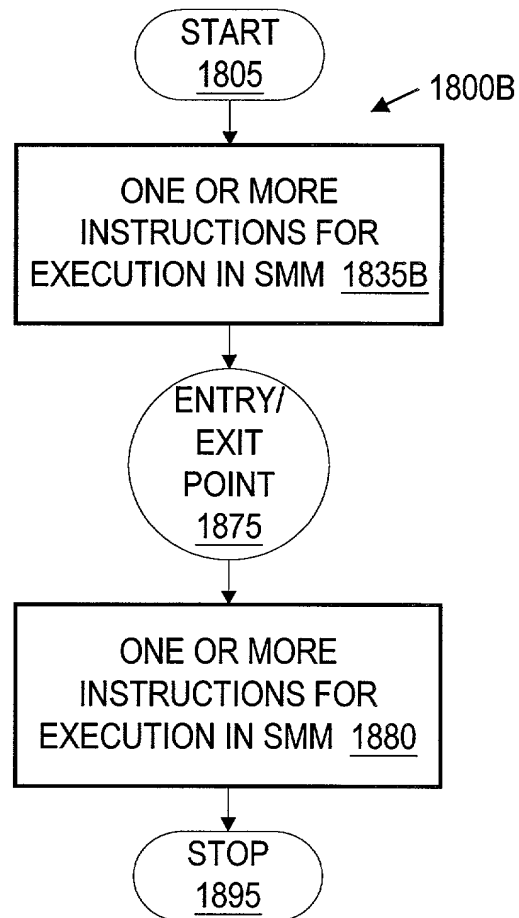 START
1805
1800B
ONE OR MORE
INSTRUCTIONS FOR
EXECUTION IN SMM 1835B
ENTRY/
EXIT
POINT
1875
ONE OR MORE
INSTRUCTIONS FOR
EXECUTION IN SMM 1880
STOP
1895